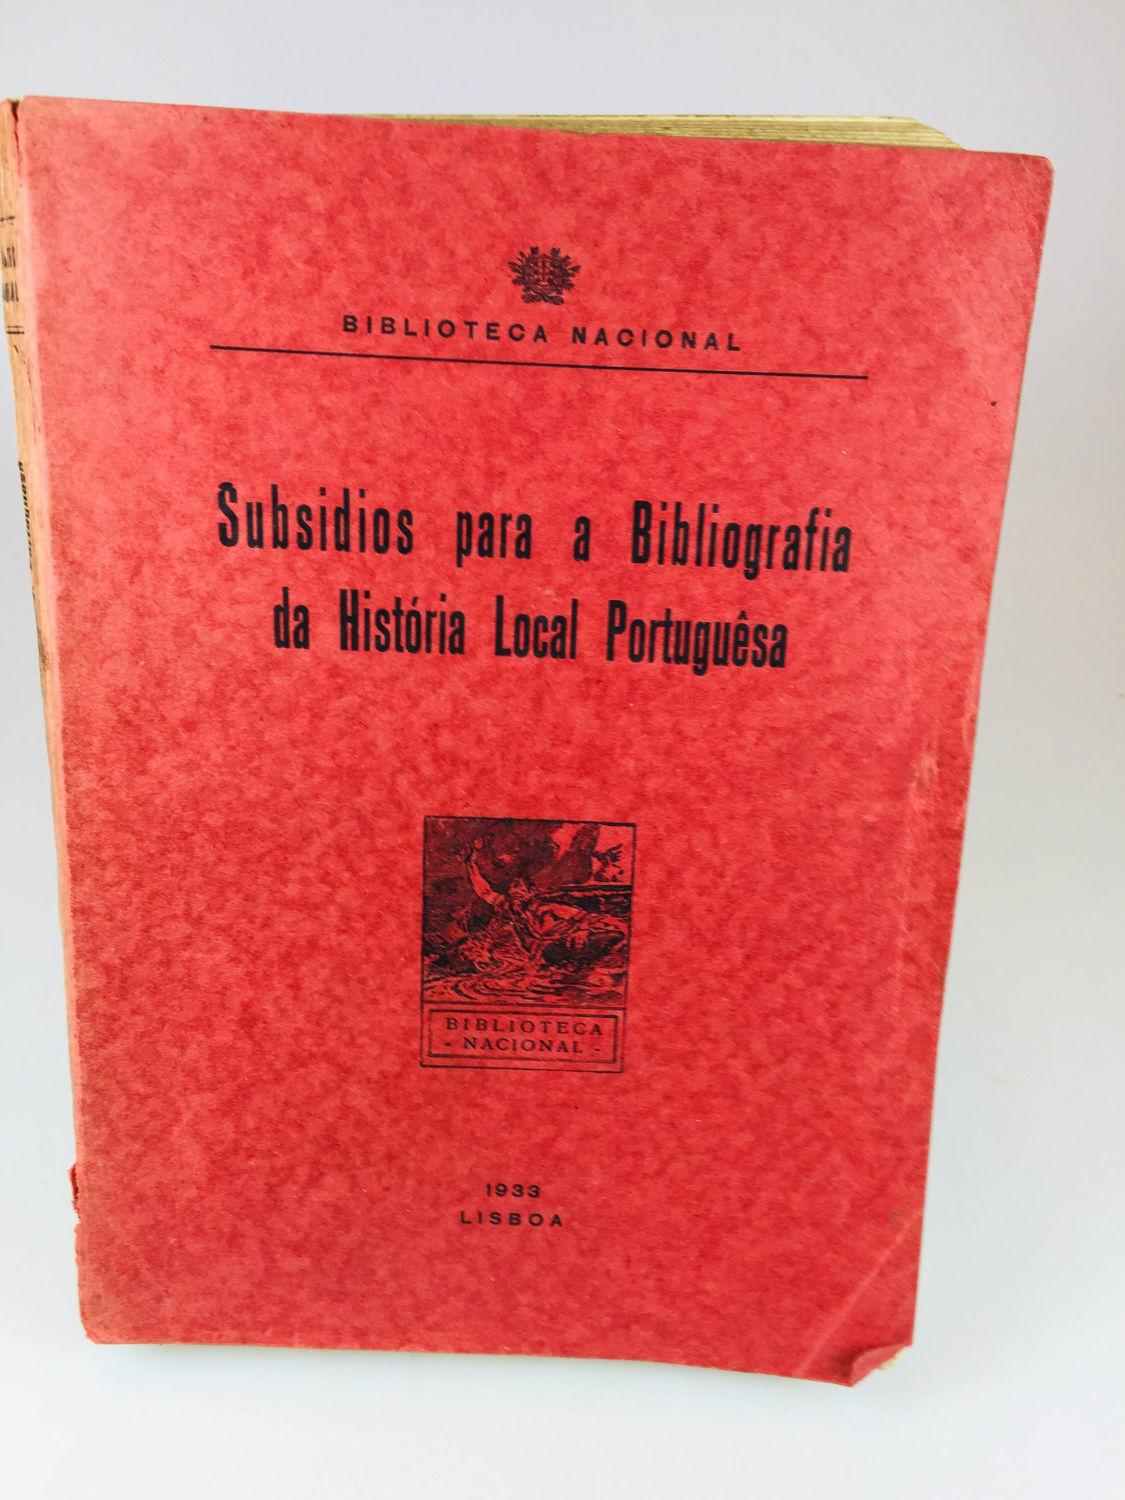 BIBLIOTECA NACIONAL
Subsidios para a Bibliografia
da História Local Portuguêsa
BIBLIOTECA
- NACIONAL -
1933
LISBOA